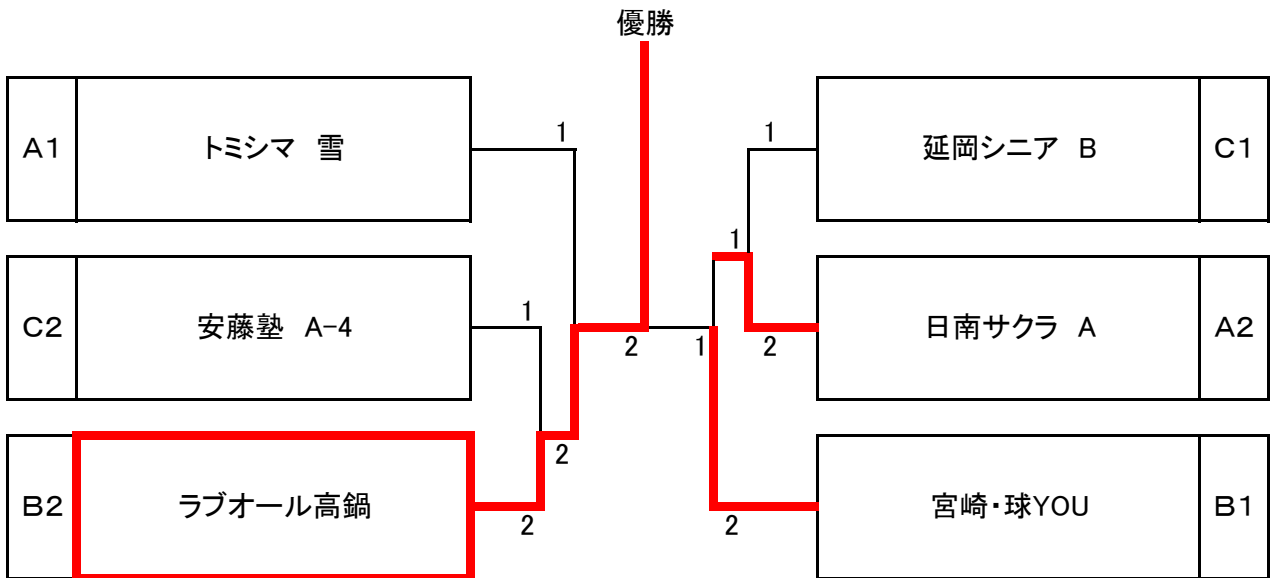 優勝
A1 トミシマ 雪 1
1 延岡シニア B C1
1
C2 安藤塾 A-4 1
日南サクラ A A2
2 1 2
2
B2 ラブオール高鍋 2
2 宮崎・球YOU B1